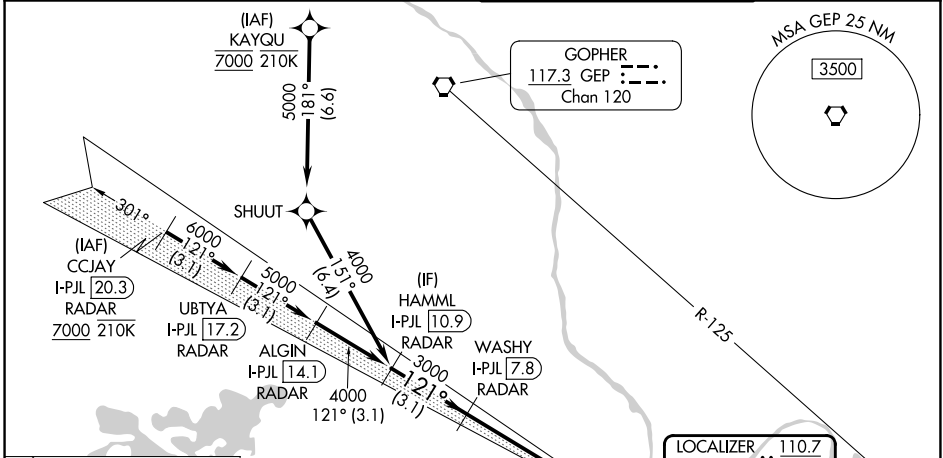 (IAF)
KAYQU
7000 210K
5000
181°
(6.6)
GOPHER
117.3 GEP
Chan 120
MSA GEP 25 NM
3500
SHUUT
301°
6000
121°
(3.1)
(IAF)
CCJAY
I-PJL 20.3
RADAR
7000 210K
5000
121°
(3.1)
UBTYA
I-PJL 17.2
RADAR
4000
151°
(6.4)
ALGIN
I-PJL 14.1
RADAR
4000
121° (3.1)
(IF)
HAMML
I-PJL 10.9
RADAR
3000
121°
(3.1)
WASHY
I-PJL 7.8
RADAR
R-125
LOCALIZER 110.7